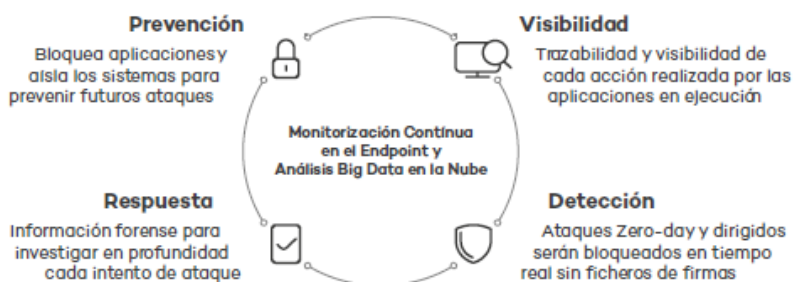 Prevención
Bloquea aplicaciones y
aísla los sistemas para
prevenir futuros ataques
Visibilidad
Trazabilidad y visibilidad de
cada acción realizada por las
aplicaciones en ejecución
Monitorización Contínua
en el Endpoint y
Análisis Big Data en la Nube
Respuesta
Información forense para
investigar en profundidad
cada intento de ataque
Detección
Ataques Zero-day y dirigidos
serán bloqueados en tiempo
real sin ficheros de firmas